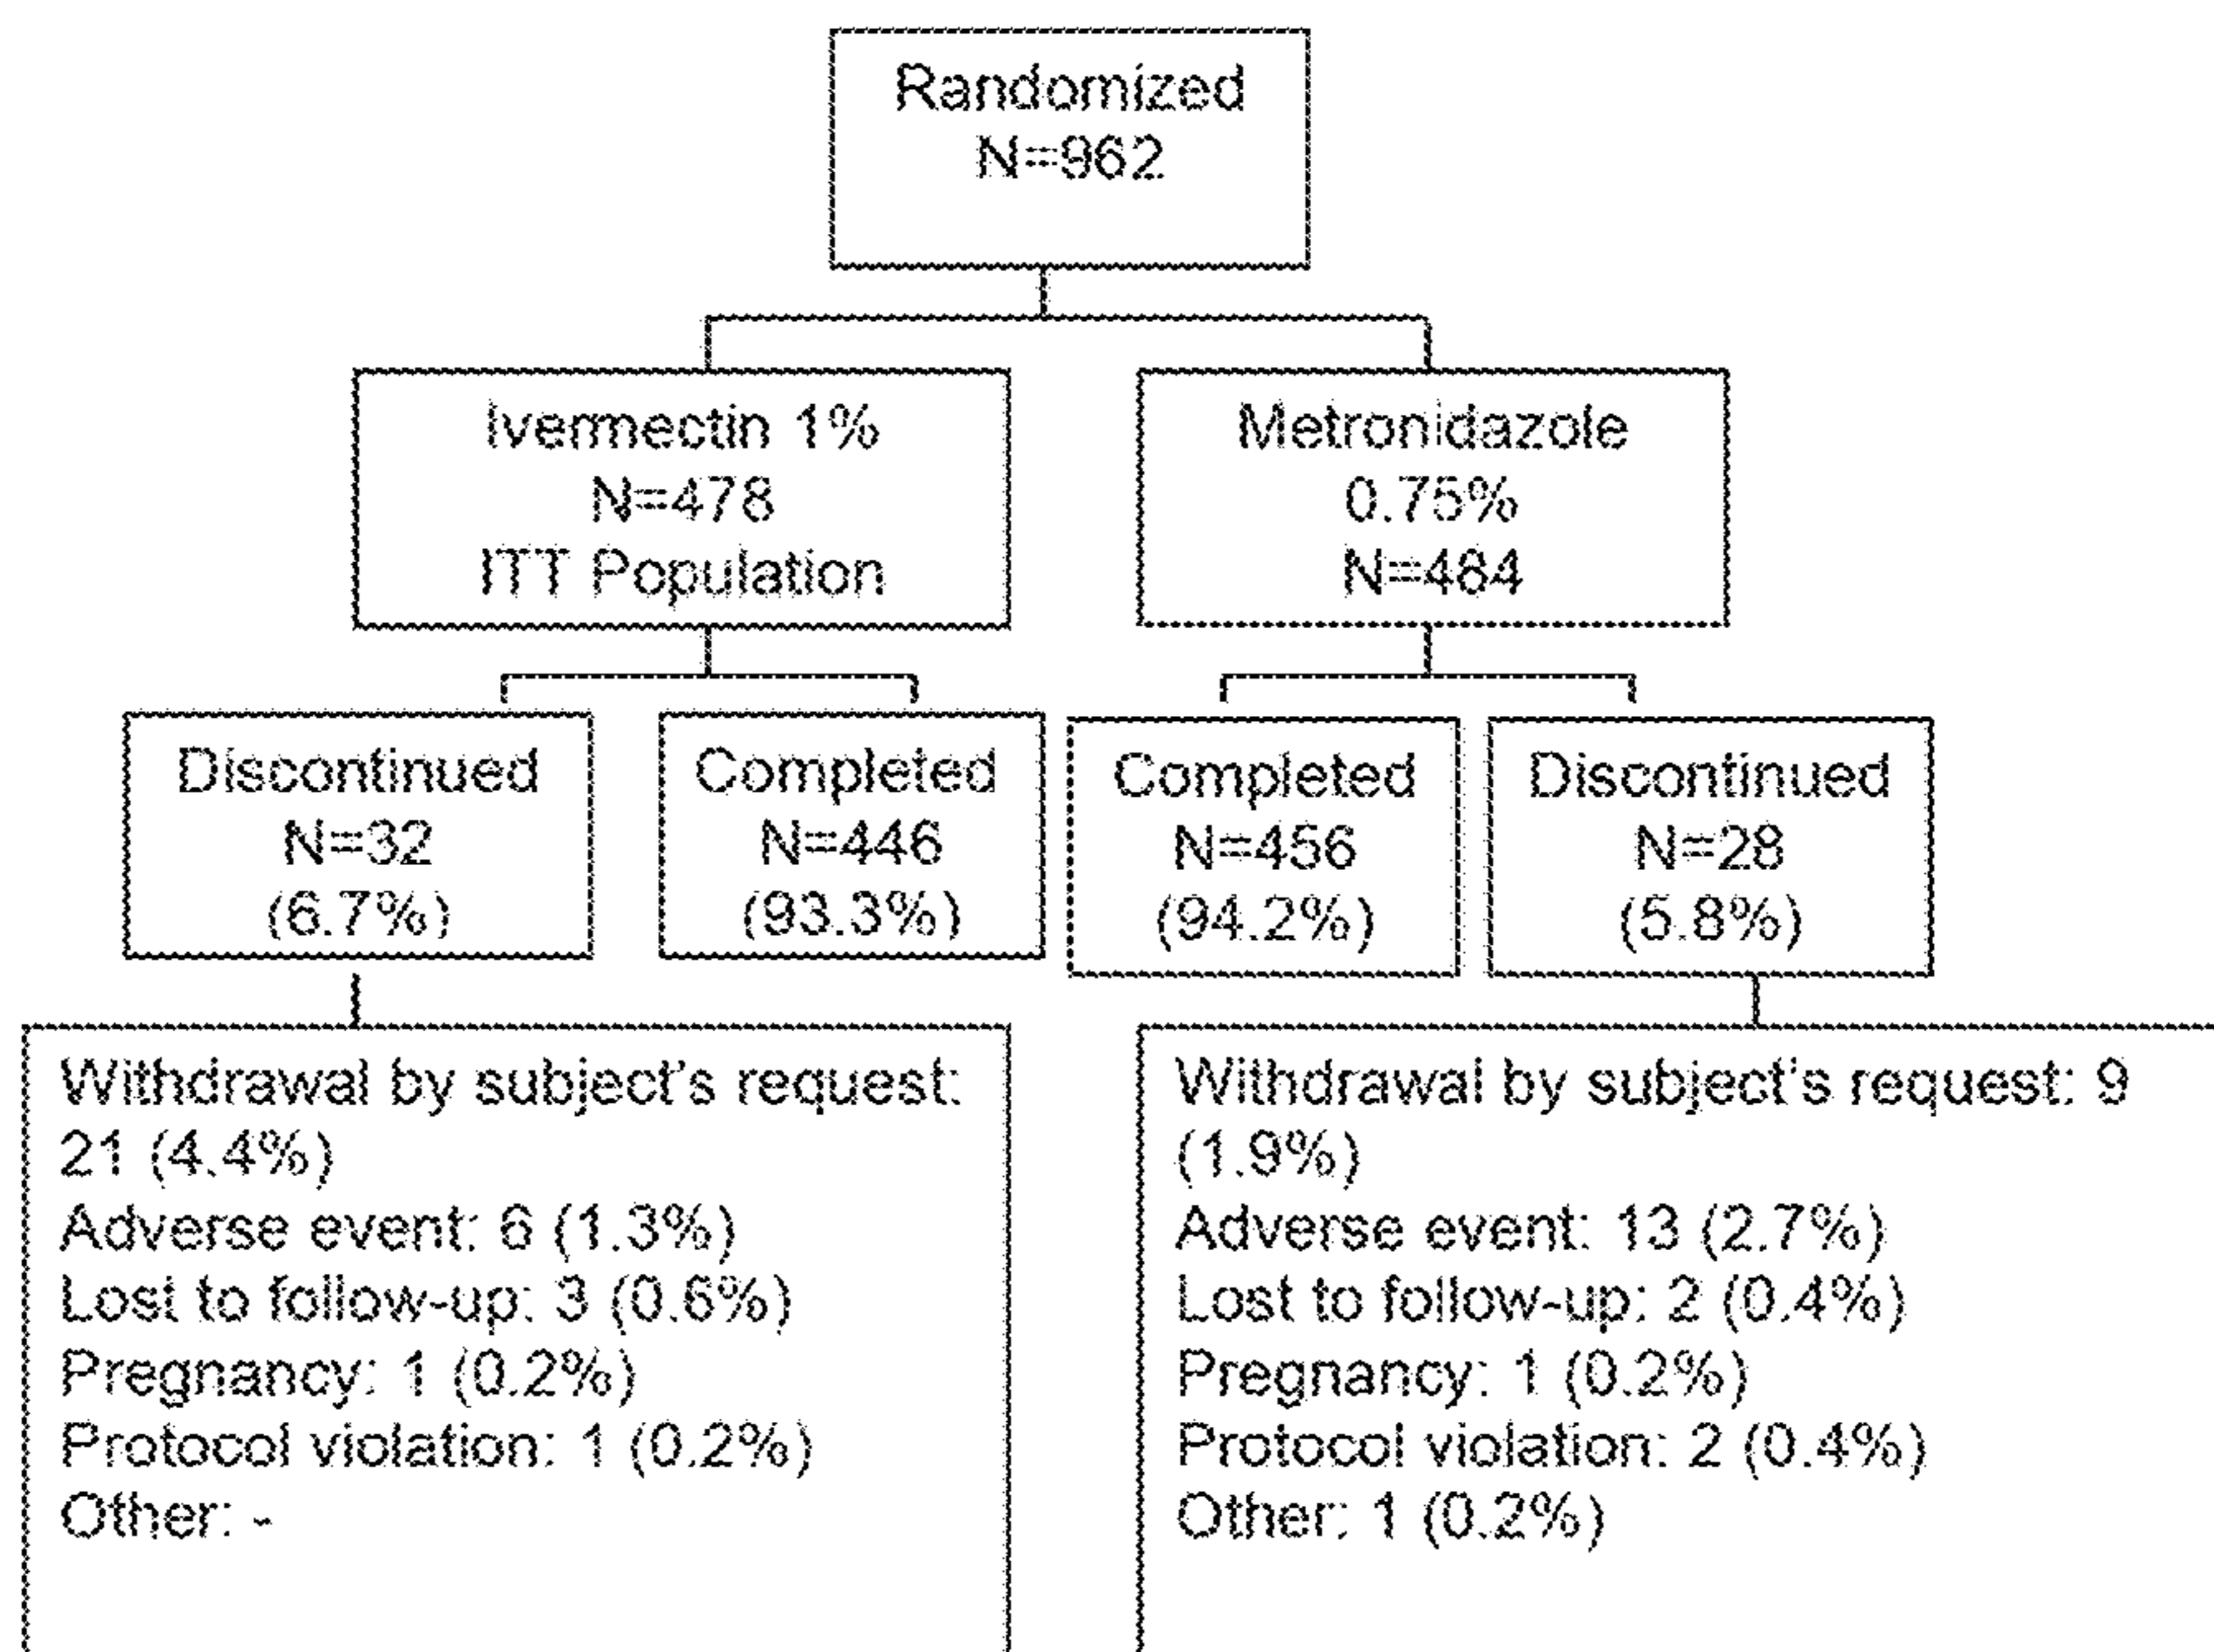 Randomized
N=962
Ivermectin 1%
N=478
ITT Population
Metronidazole
0.75%
N=484
Discontinued
N=32
(6.7%)
Completed
N=446
(93.3%)
Completed
N=456
(94.2%)
Discontinued
N=28
(5.8%)
Withdrawal by subject's request:
21 (4.4%)
Adverse event: 6 (1.3%)
Lost to follow-up: 3 (0.6%)
Pregnancy: 1 (0.2%)
Protocol violation: 1 (0.2%)
Other: -
Withdrawal by subject's request: 9
(1.9%)
Adverse event: 13 (2.7%)
Lost to follow-up: 2 (0.4%)
Pregnancy: 1 (0.2%)
Protocol violation: 2 (0.4%)
Other: 1 (0.2%)